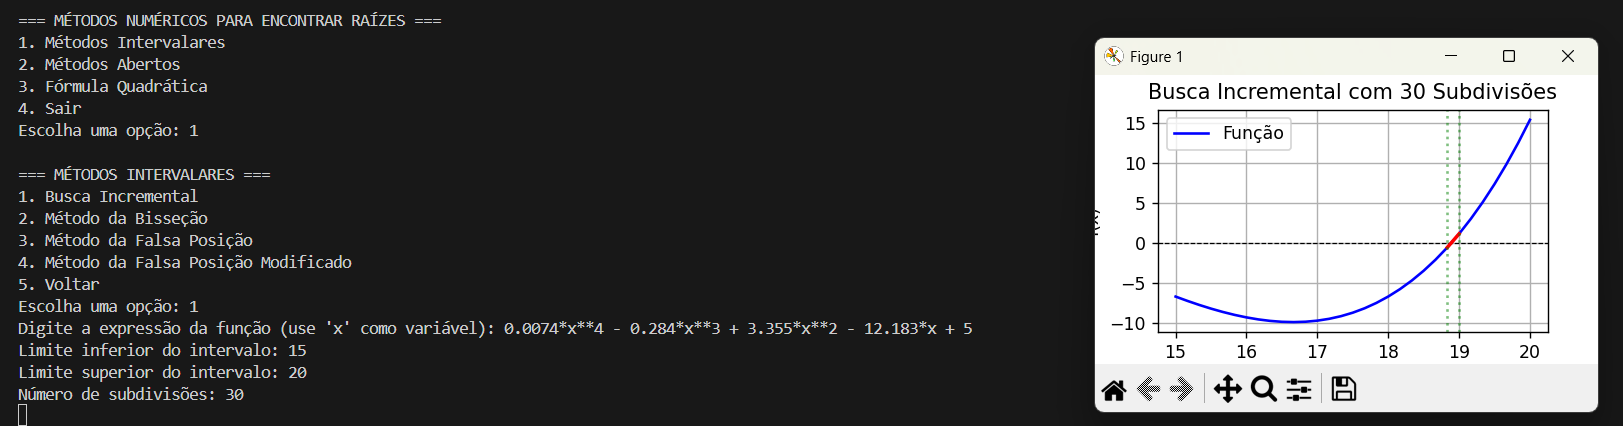 === MÉTODOS NUMÉRICOS PARA ENCONTRAR RAÍZES ===
1. Métodos Intervalares
2. Métodos Abertos
3. Fórmula Quadrática
4. Sair
Escolha uma opção: 1
=== MÉTODOS INTERVALARES ===
1. Busca Incremental
2. Método da Bisseção
3. Método da Falsa Posição
4. Método da Falsa Posição Modificado
5. Voltar
Escolha uma opção: 1
Digite a expressão da função (use 'x' como variável): 0.0074*x**4 - 0.284*x**3 + 3.355*x**2 - 12.183*x + 5
Limite inferior do intervalo: 15
Limite superior do intervalo: 20
Número de subdivisões: 30
Figure 1
Busca Incremental com 30 Subdivisões
Função
15
10
5
0
−5
−10
15 16 17 18 19 20